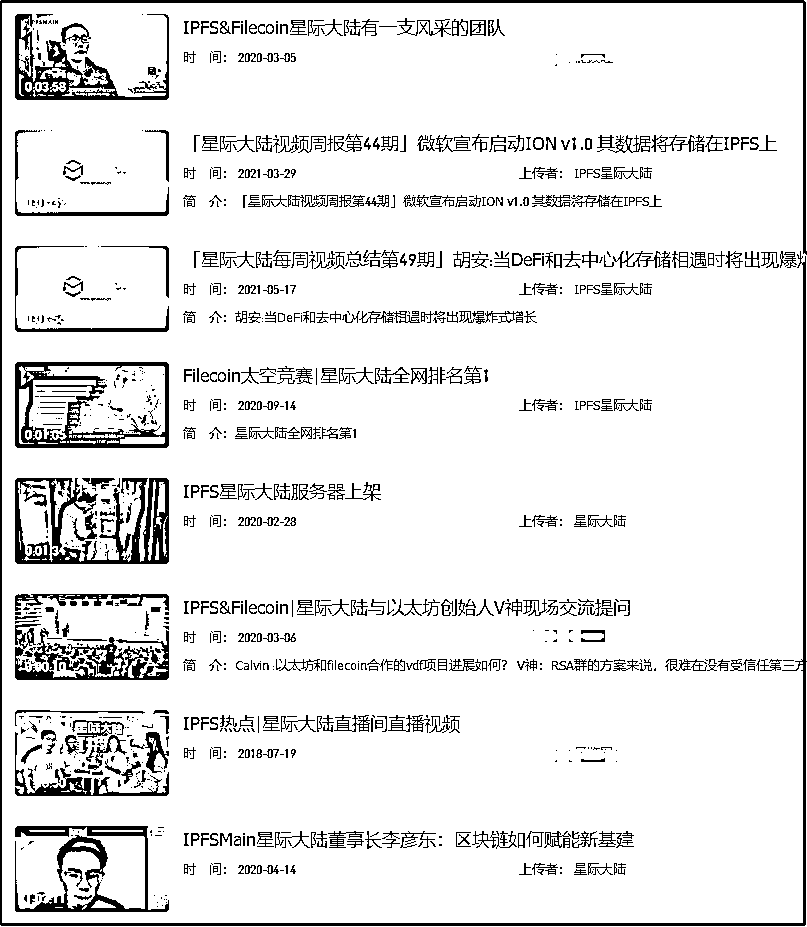 IPFSMAIN
0:03:58
IPFS&Filecoin星际大陆有一支风采的团队
时 间: 2020-03-05
「星际大陆视频周报第44期」微软宣布启动ION v1.0 其数据将存储在IPFS上
时 间: 2021-03-29 上传者: IPFS星际大陆
简 介: 「星际大陆视频周报第44期」微软宣布启动ION v1.0 其数据将存储在IPFS上
「星际大陆每周视频总结第49期」胡安:当DeFi和去中心化存储相遇时将出现爆炸
时 间: 2021-05-17 上传者: IPFS星际大陆
简 介: 胡安:当DeFi和去中心化存储相遇时将出现爆炸式增长
0:01:05
Filecoin太空竞赛|星际大陆全网排名第1
时 间: 2020-09-14 上传者: IPFS星际大陆
简 介: 星际大陆全网排名第1
IPFS星际大陆服务器上架
时 间: 2020-02-28 上传者: 星际大陆
0:00:10
IPFS&Filecoin|星际大陆与以太坊创始人V神现场交流提问
时 间: 2020-03-06
简 介: Calvin :以太坊和filecoin合作的vdf项目进展如何? V神: RSA群的方案来说，很难在没有受信任第三方
星际大陆
IPFS热点|星际大陆直播间直播视频
时 间: 2018-07-19
IPFSMain星际大陆董事长李彦东: 区块链如何赋能新基建
时 间: 2020-04-14 上传者: 星际大陆